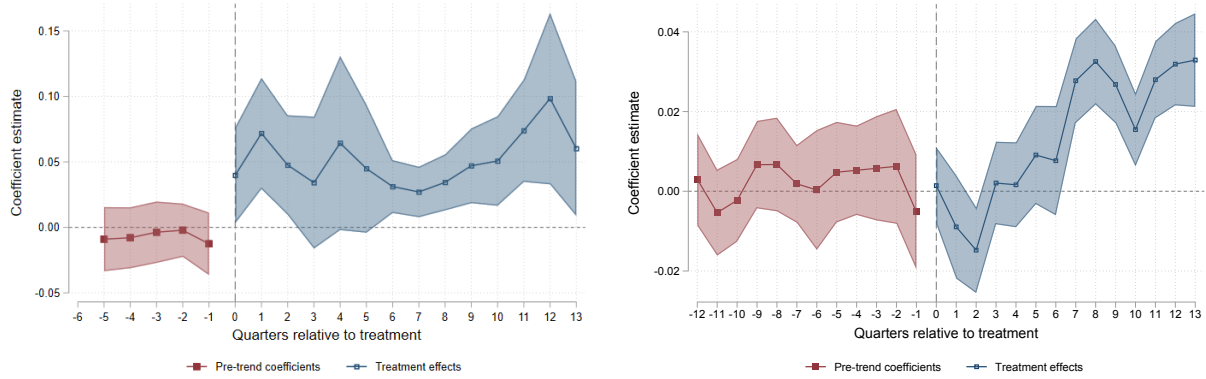 Coefficient estimate
0.15
0.10
0.05
0.00
-0.05
-6 -5 -4 -3 -2 -1 0 1 2 3 4 5 6 7 8 9 10 11 12 13
Quarters relative to treatment
Pre-trend coefficients Treatment effects
Coefficient estimate
0.04
0.02
0.00
-0.02
-12 -11 -10 -9 -8 -7 -6 -5 -4 -3 -2 -1 0 1 2 3 4 5 6 7 8 9 10 11 12 13
Quarters relative to treatment
Pre-trend coefficients Treatment effects